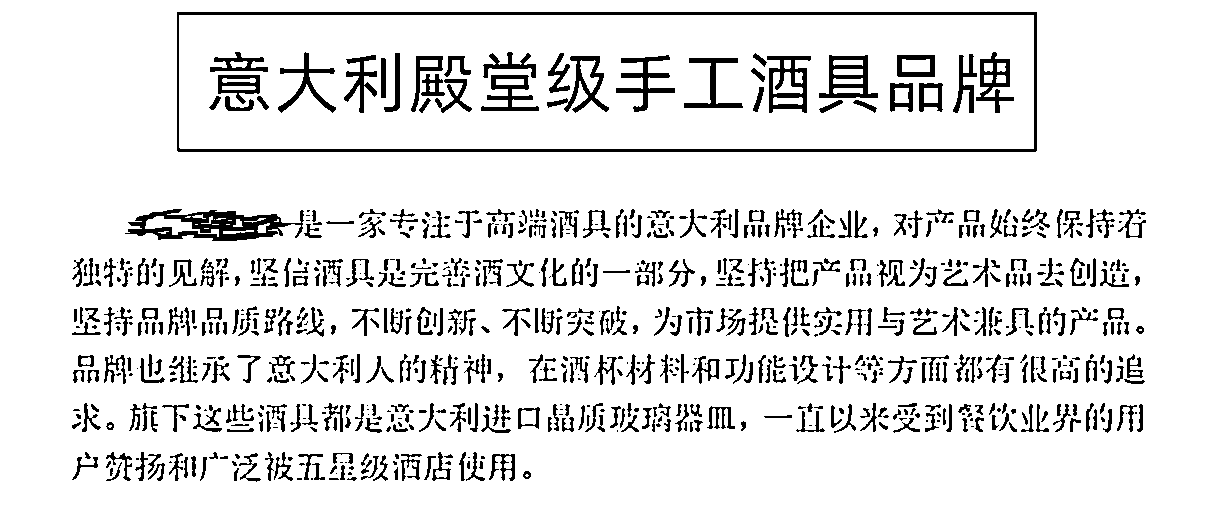 意大利殿堂级手工酒具品牌
是一家专注于高端酒具的意大利品牌企业，对产品始终保持着
独特的见解，坚信酒具是完善酒文化的一部分，坚持把产品视为艺术品去创造，
坚持品牌品质路线，不断创新、不断突破，为市场提供实用与艺术兼具的产品。
品牌也继承了意大利人的精神，在酒杯材料和功能设计等方面都有很高的追
求。旗下这些酒具都是意大利进口晶质玻璃器皿，一直以来受到餐饮业界的用
户赞扬和广泛被五星级酒店使用。